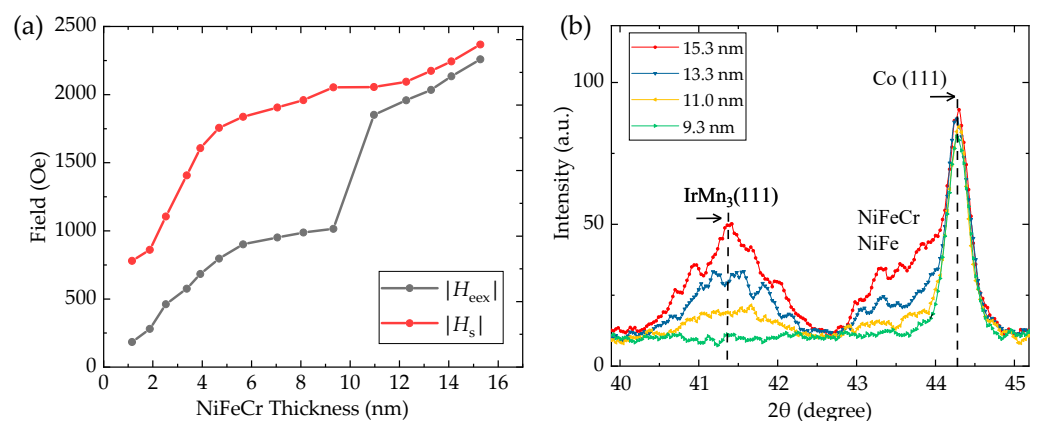 (a)
2500
2000
1500
1000
500
0
Field (Oe)
|H_eex|
|H_s|
0 2 4 6 8 10 12 14 16
NiFeCr Thickness (nm)
(b)
15.3 nm
13.3 nm
11.0 nm
9.3 nm
Co (111)
IrMn₃(111)
NiFeCr
NiFe
100
50
0
Intensity (a.u.)
40 41 42 43 44 45
2θ (degree)